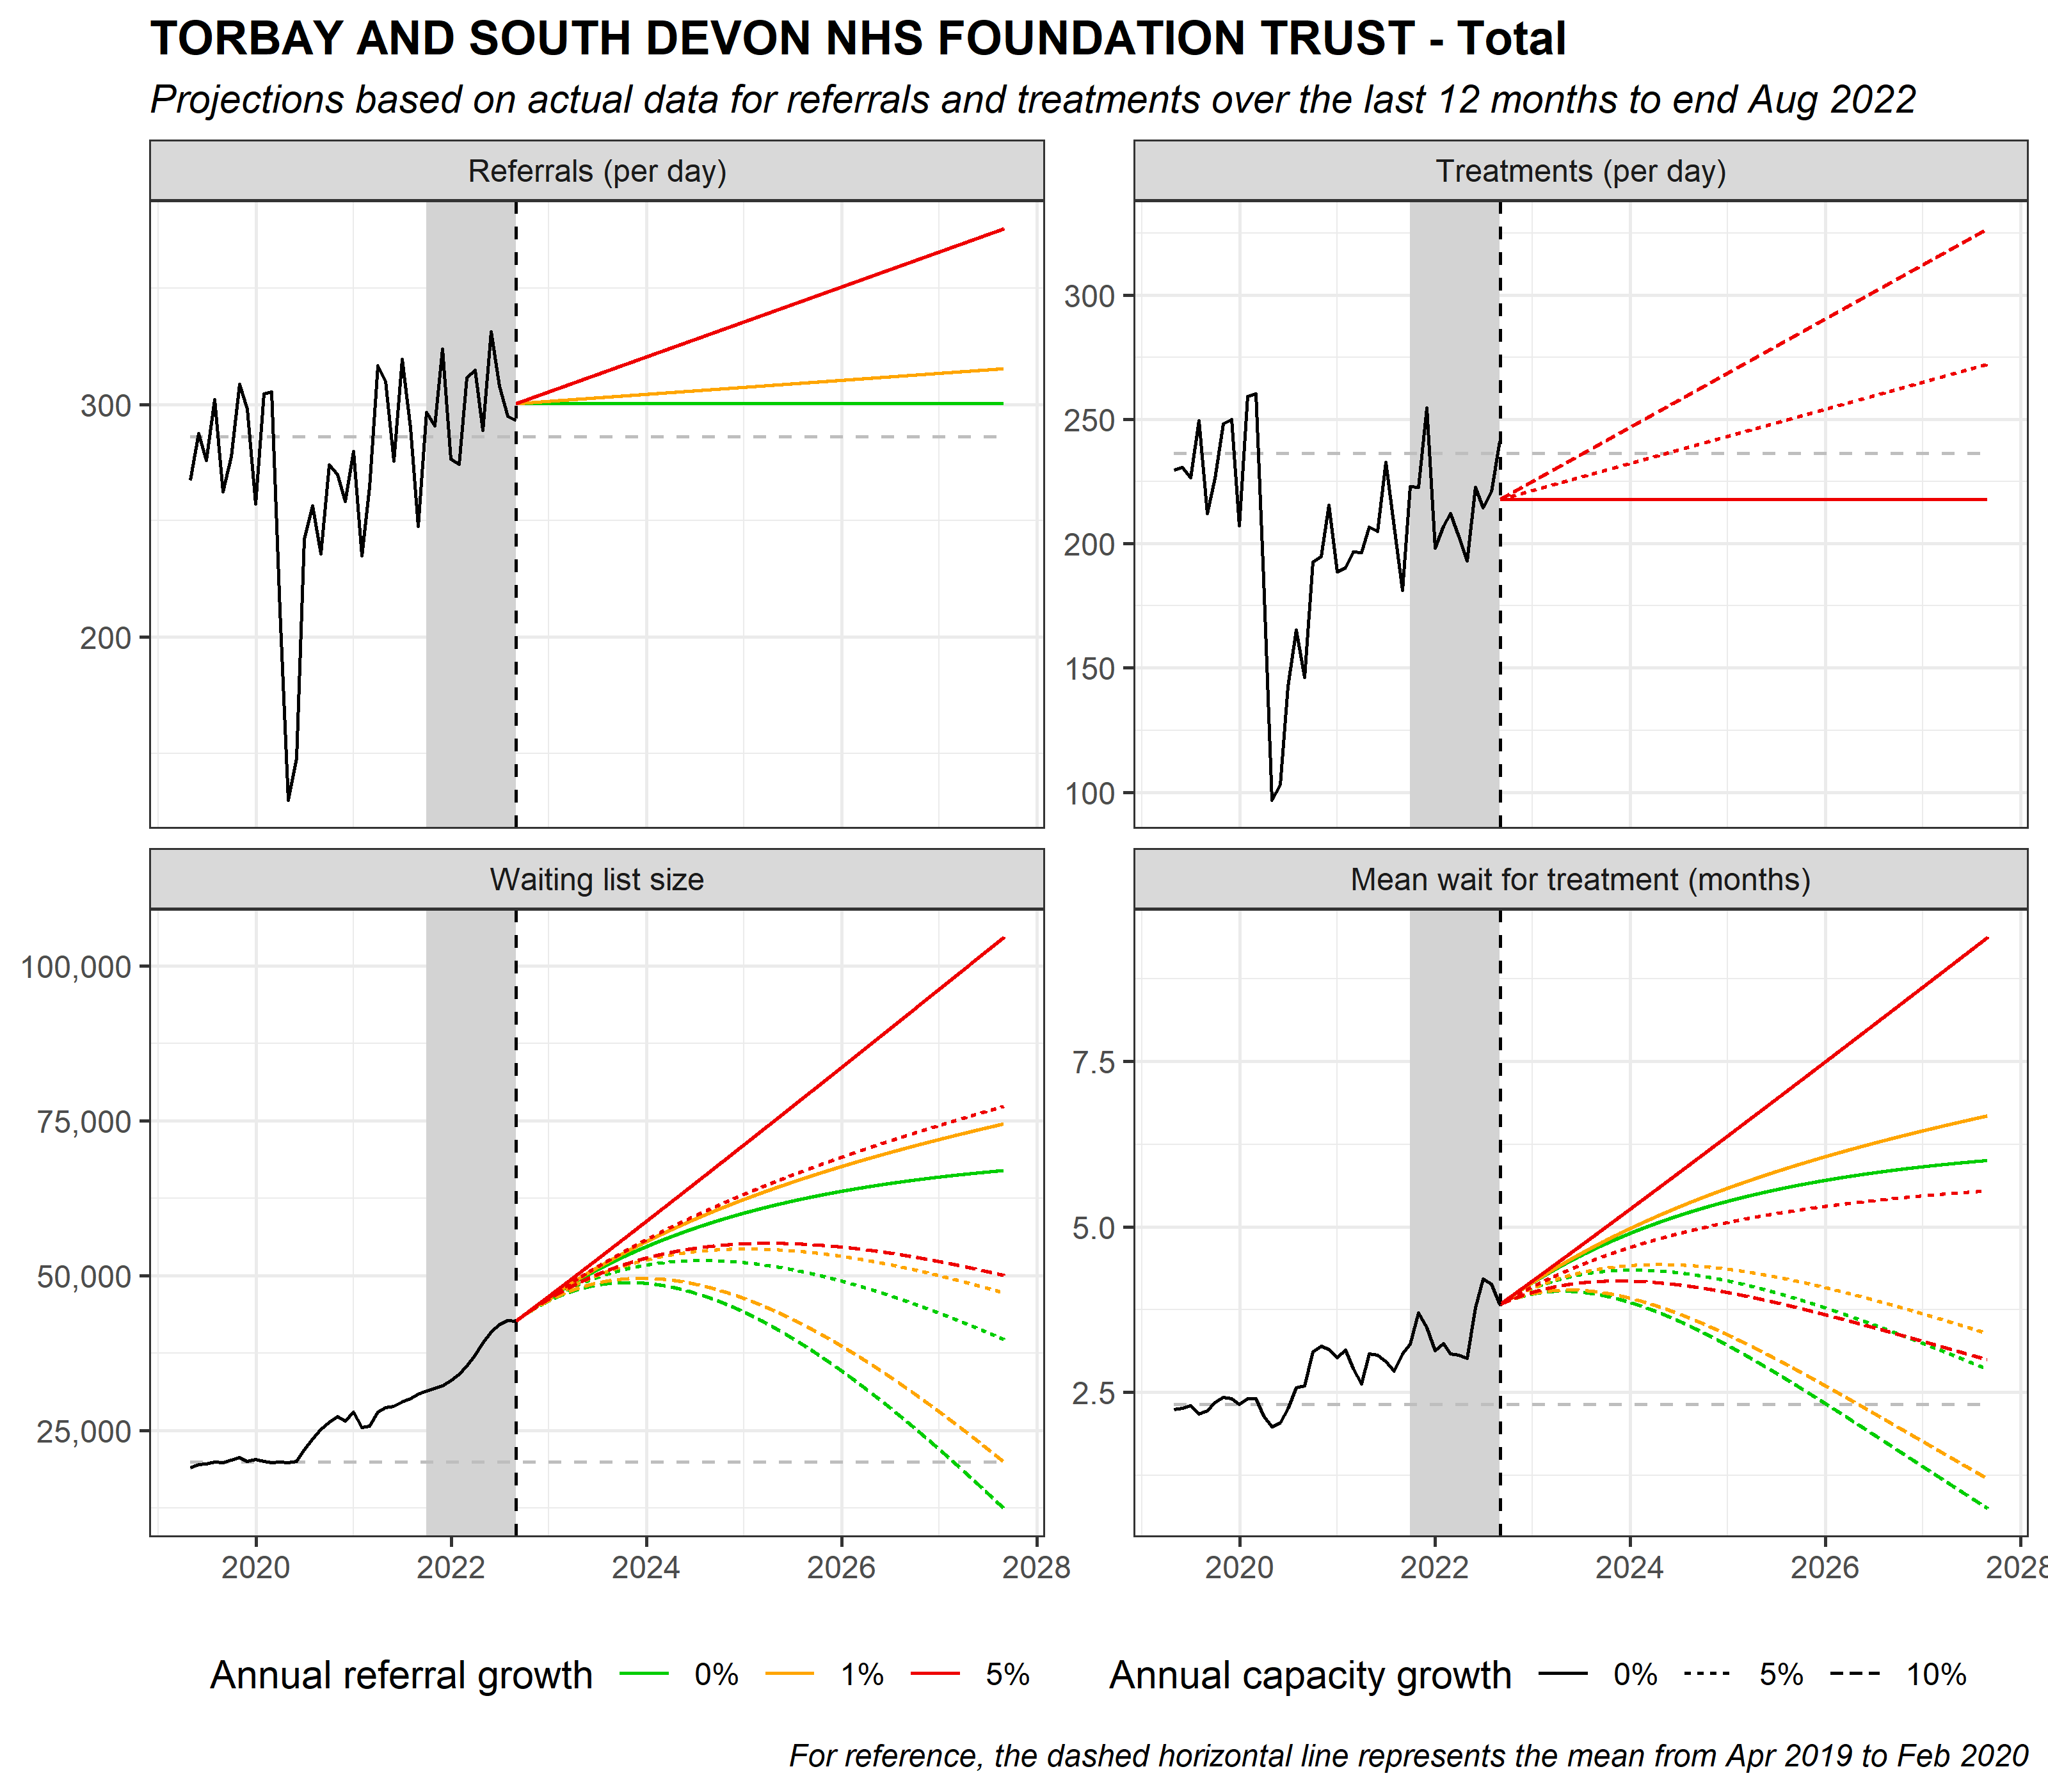 TORBAY AND SOUTH DEVON NHS FOUNDATION TRUST - Total
Projections based on actual data for referrals and treatments over the last 12 months to end Aug 2022
Referrals (per day)
300
200
Treatments (per day)
300
250
200
150
100
Waiting list size
100,000
75,000
50,000
25,000
2020 2022 2024 2026 2028
Mean wait for treatment (months)
7.5
5.0
2.5
2020 2022 2024 2026 2028
Annual referral growth 0% 1% 5%
Annual capacity growth 0% 5% 10%
For reference, the dashed horizontal line represents the mean from Apr 2019 to Feb 2020